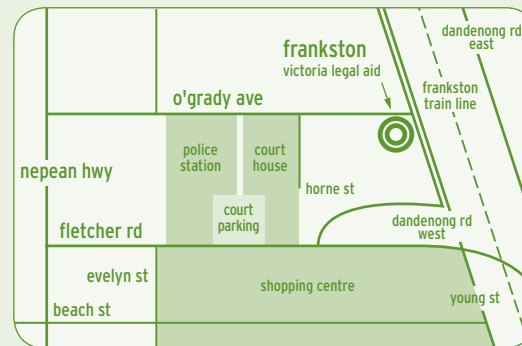 dandenong rd
east
frankston
victoria legal aid
frankston
train line
o'grady ave
police
station
court
house
nepean hwy
horne st
court
parking
dandenong rd
west
fletcher rd
evelyn st
shopping centre
young st
beach st